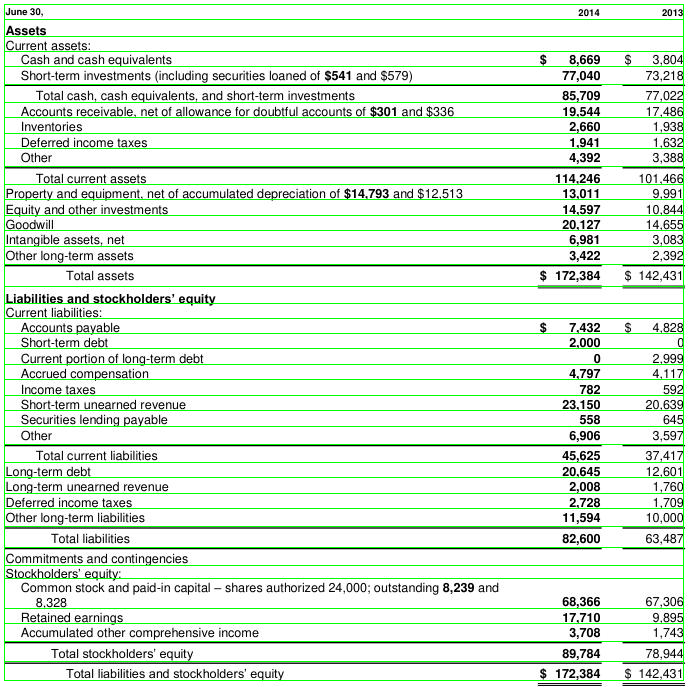 June 30, 2014 2013
Assets
Current assets:
Cash and cash equivalents $ 8,669 $ 3,804
Short-term investments (including securities loaned of $541 and $579) 77,040 73,218
Total cash, cash equivalents, and short-term investments 85,709 77,022
Accounts receivable, net of allowance for doubtful accounts of $301 and $336 19,544 17,486
Inventories 2,660 1,938
Deferred income taxes 1,941 1,632
Other 4,392 3,388
Total current assets 114,246 101,466
Property and equipment, net of accumulated depreciation of $14,793 and $12,513 13,011 9,991
Equity and other investments 14,597 10,844
Goodwill 20,127 14,655
Intangible assets, net 6,981 3,083
Other long-term assets 3,422 2,392
Total assets $ 172,384 $ 142,431
Liabilities and stockholders' equity
Current liabilities:
Accounts payable $ 7,432 $ 4,828
Short-term debt 2,000 0
Current portion of long-term debt 0 2,999
Accrued compensation 4,797 4,117
Income taxes 782 592
Short-term unearned revenue 23,150 20,639
Securities lending payable 558 645
Other 6,906 3,597
Total current liabilities 45,625 37,417
Long-term debt 20,645 12,601
Long-term unearned revenue 2,008 1,760
Deferred income taxes 2,728 1,709
Other long-term liabilities 11,594 10,000
Total liabilities 82,600 63,487
Commitments and contingencies
Stockholders' equity:
Common stock and paid-in capital – shares authorized 24,000; outstanding 8,239 and
8,328 68,366 67,306
Retained earnings 17,710 9,895
Accumulated other comprehensive income 3,708 1,743
Total stockholders' equity 89,784 78,944
Total liabilities and stockholders' equity $ 172,384 $ 142,431